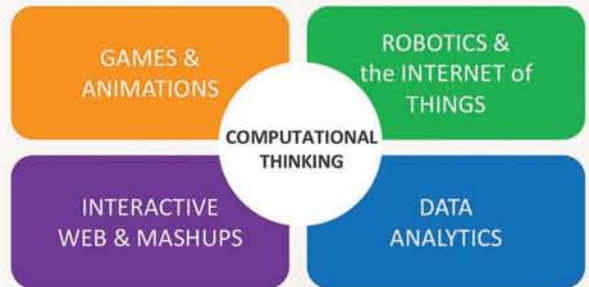 GAMES &
ANIMATIONS
ROBOTICS &
the INTERNET of
THINGS
COMPUTATIONAL
THINKING
INTERACTIVE
WEB & MASHUPS
DATA
ANALYTICS